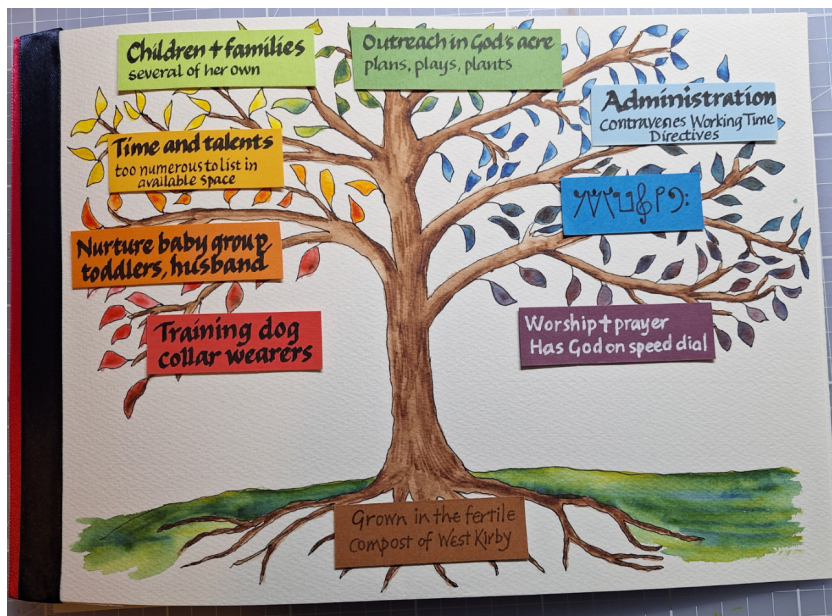 Children + families
several of her own
Outreach in God's acre
plans, plays, plants
Administration
Contravenes Working Time
Directives
Time and talents
too numerous to list in
available space
Nurture baby group,
toddlers, husband
Training dog
collar wearers
Worship + prayer
Has God on speed dial
Grown in the fertile
compost of West Kirby